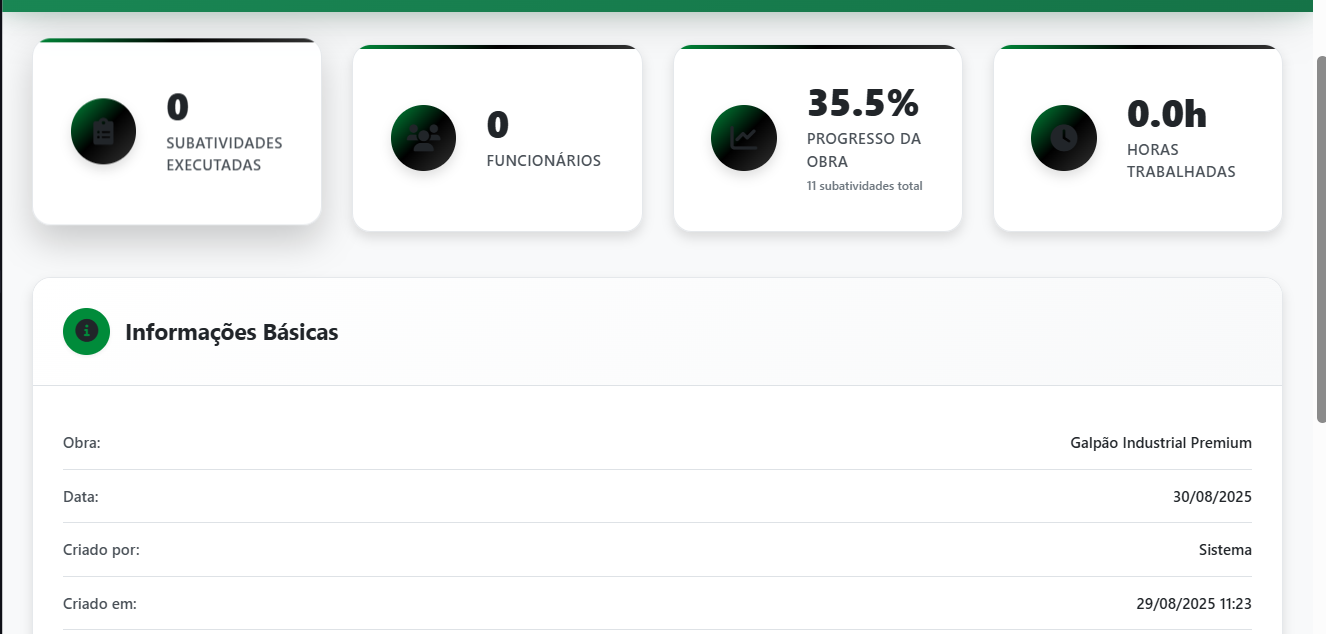 0
SUBATIVIDADES
EXECUTADAS
0
FUNCIONÁRIOS
35.5%
PROGRESSO DA
OBRA
11 subatividades total
0.0h
HORAS
TRABALHADAS
Informações Básicas
Obra: Galpão Industrial Premium
Data: 30/08/2025
Criado por: Sistema
Criado em: 29/08/2025 11:23